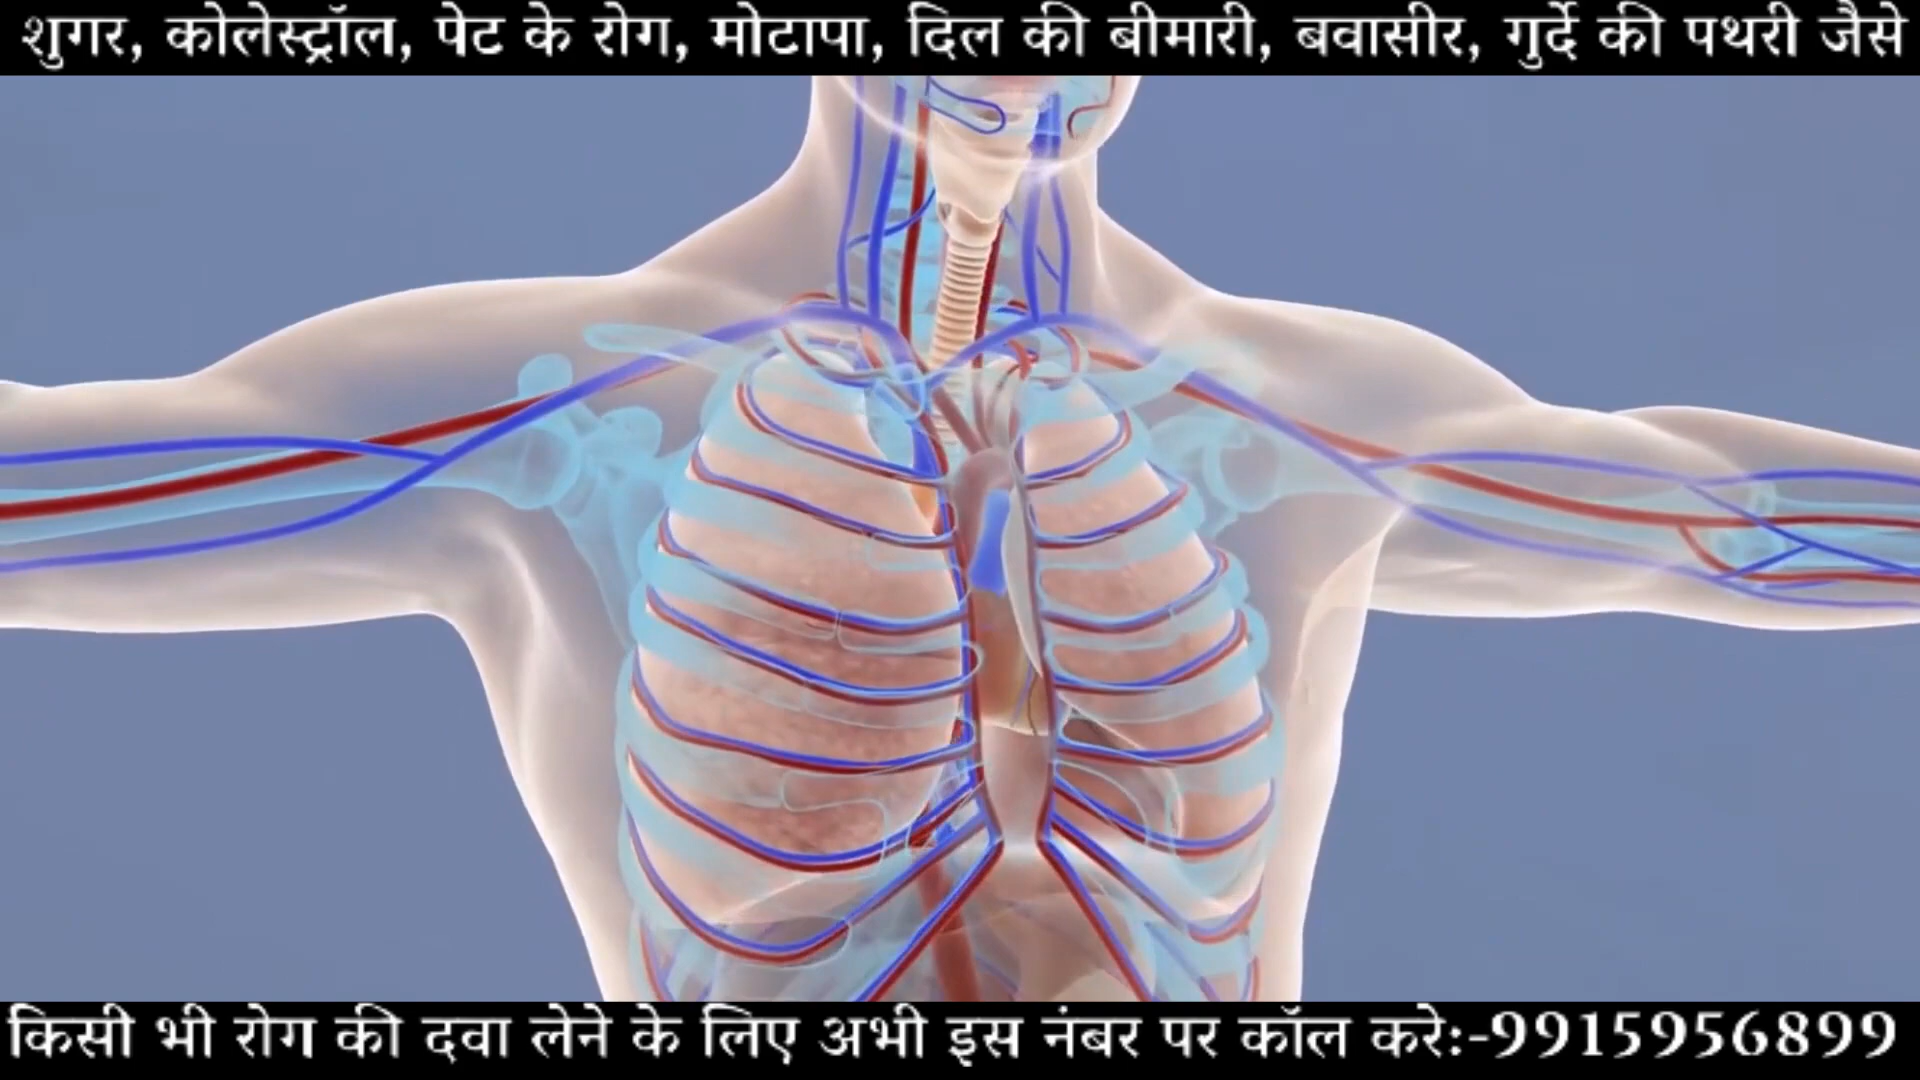 शुगर, कोलेस्ट्रॉल, पेट के रोग, मोटापा, दिल की बीमारी, बवासीर, गुर्दे की पथरी जैसे
किसी भी रोग की दवा लेने के लिए अभी इस नंबर पर कॉल करे:-9915956899